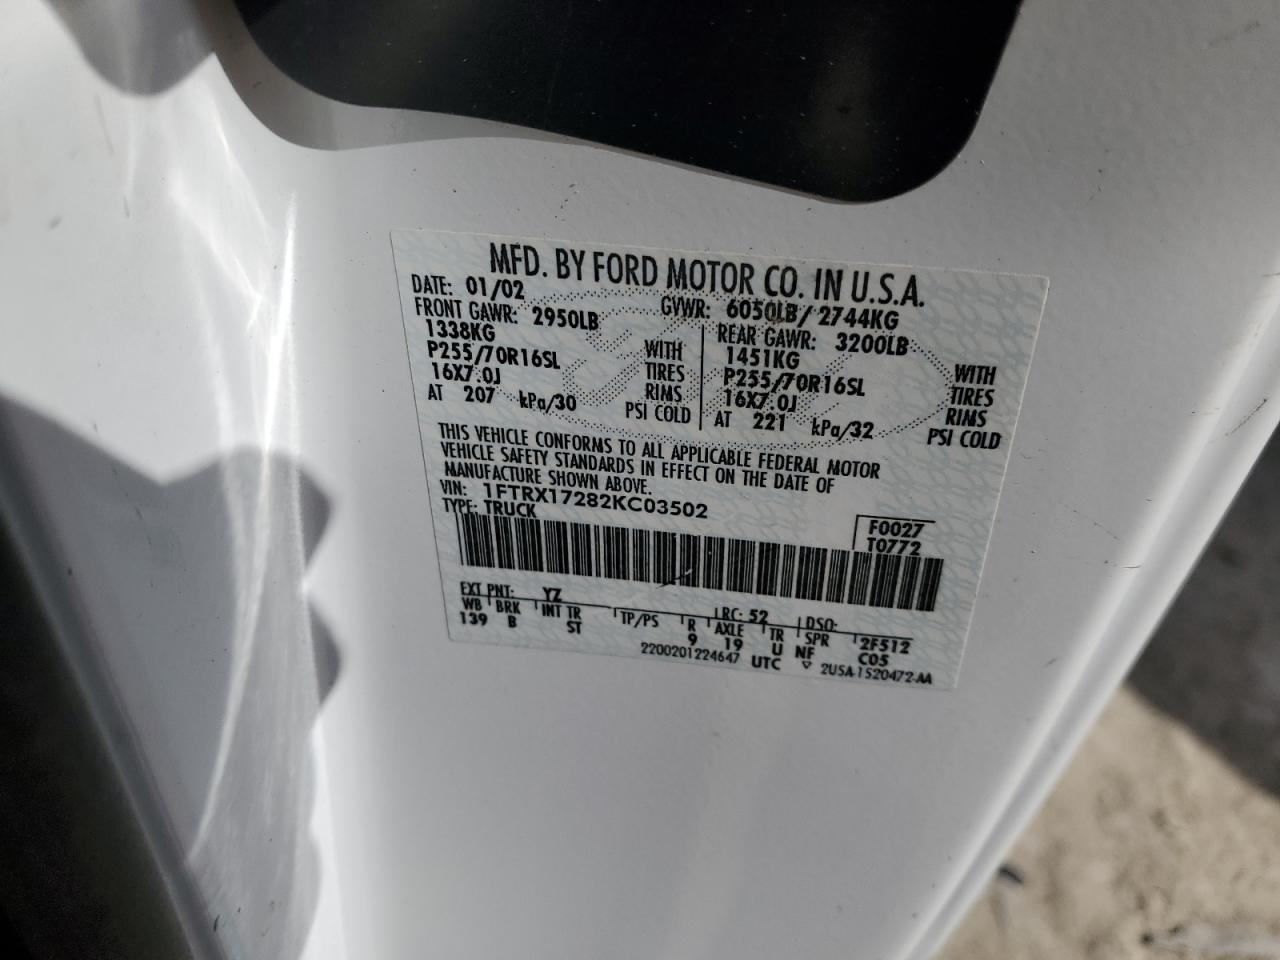 MFD. BY FORD MOTOR CO. IN U.S.A.
DATE: 01/02 GVWR: 6050LB/ 2744KG
FRONT GAWR: 2950LB REAR GAWR: 3200LB
1338KG WITH 1451KG WITH
P255/70R16SL TIRES P255/70R16SL TIRES
16X7.0J RIMS 16X7.0J RIMS
AT 207 kPa/30 PSI COLD AT 221 kPa/32 PSI COLD
THIS VEHICLE CONFORMS TO ALL APPLICABLE FEDERAL MOTOR
VEHICLE SAFETY STANDARDS IN EFFECT ON THE DATE OF
MANUFACTURE SHOWN ABOVE.
VIN: 1FTRX17282KC03502
TYPE: TRUCK
F0027
T0772
EXT PNT: YZ LRC: 52 DSO:
WB BRK INT TR TP/PS R AXLE TR SPR 2F512
139 B ST 9 19 U NF C05
2200201224647 UTC ▽ 2U5A-1520472-AA